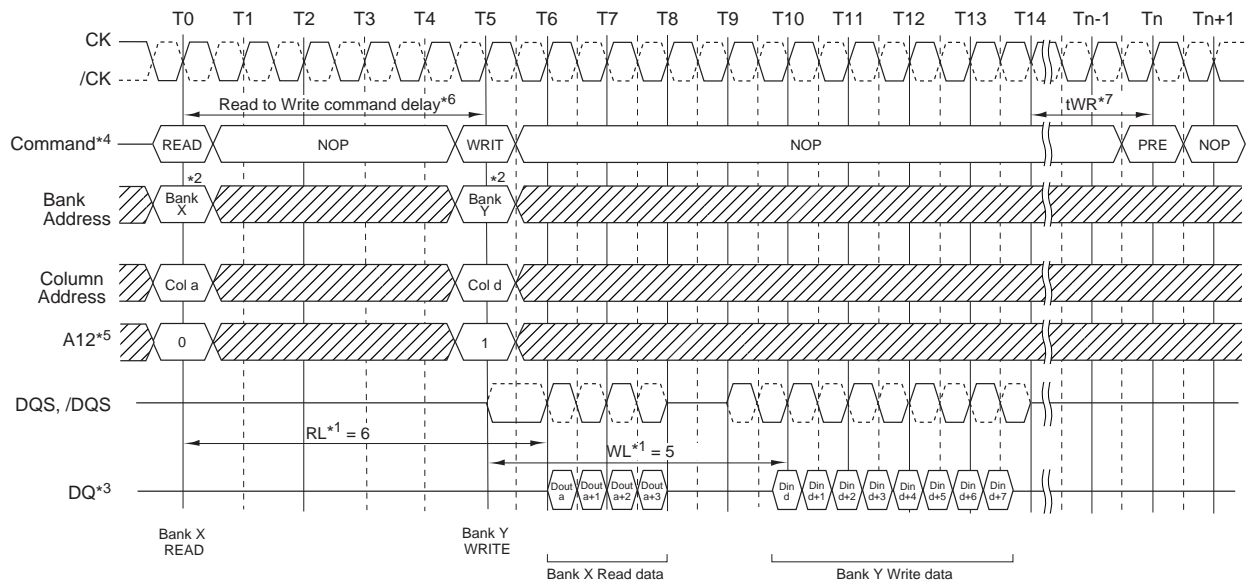 T0 T1 T2 T3 T4 T5 T6 T7 T8 T9 T10 T11 T12 T13 T14 Tn-1 Tn Tn+1
CK
/CK
Read to Write command delay*6
tWR*7
Command*4 READ NOP WRIT NOP PRE NOP
*2 *2
Bank Address Bank X Bank Y
Column Address Col a Col d
A12*5 0 1
DQS, /DQS
RL*1 = 6
WL*1 = 5
DQ*3 Dout a Dout a+1 Dout a+2 Dout a+3 Din d Din d+1 Din d+2 Din d+3 Din d+4 Din d+5 Din d+6 Din d+7
Bank X READ
Bank Y WRITE
Bank X Read data
Bank Y Write data